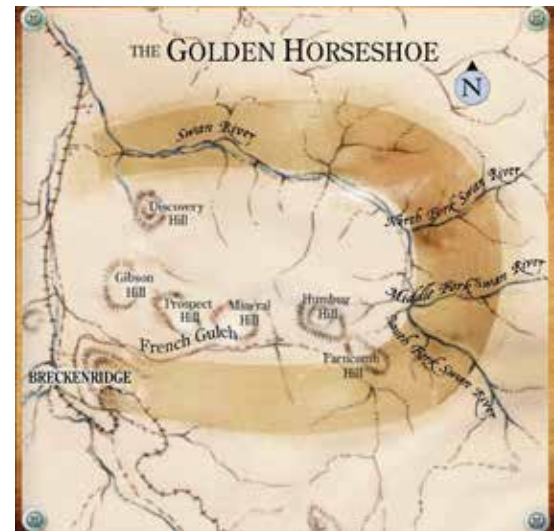 THE GOLDEN HORSESHOE
N
Swan River
Discovery
Hill
North Fork Swan River
Gibson
Hill
Middle Fork Swan River
Prospect
Hill
Mineral
Hill
Humbug
Hill
French Gulch
South Fork Swan River
Farncomb
Hill
BRECKENRIDGE